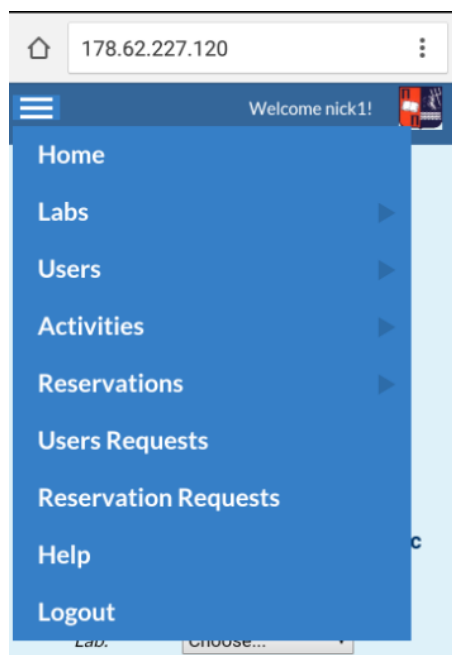 178.62.227.120
Welcome nick1!
Home
Labs
Users
Activities
Reservations
Users Requests
Reservation Requests
c
Help
Logout
Lab: Choose...